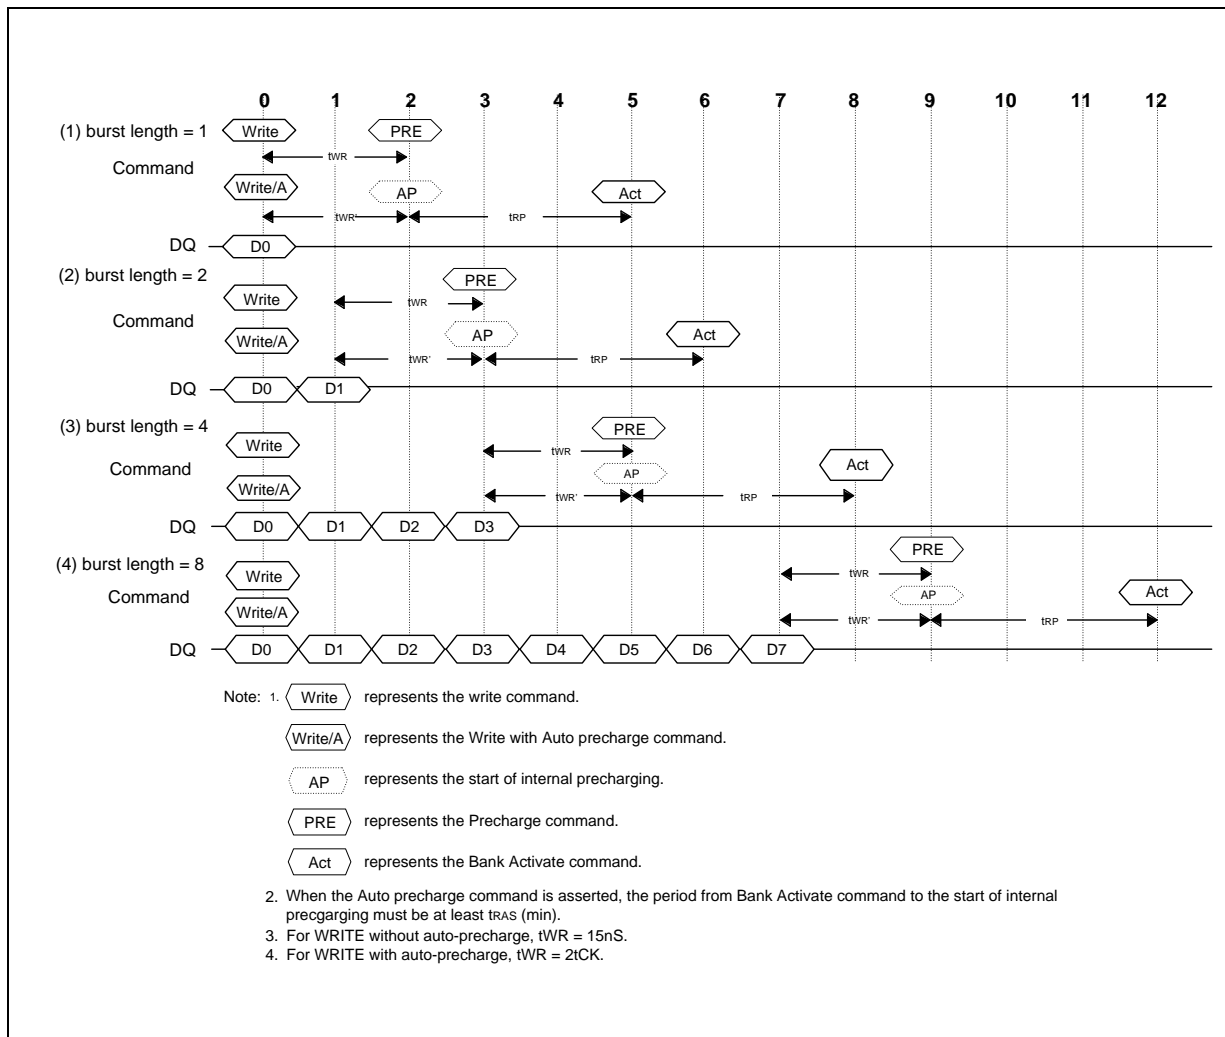 0 1 2 3 4 5 6 7 8 9 10 11 12
(1) burst length = 1 Write PRE
Command tWR
Write/A AP Act
tWR' tRP
DQ D0
(2) burst length = 2 Write PRE
tWR
Command
Write/A AP Act
tWR' tRP
DQ D0 D1
(3) burst length = 4 Write PRE
tWR
Command AP Act
Write/A tWR' tRP
DQ D0 D1 D2 D3
(4) burst length = 8 Write PRE
tWR
Command AP Act
Write/A tWR' tRP
DQ D0 D1 D2 D3 D4 D5 D6 D7
Note: 1. Write represents the write command.
Write/A represents the Write with Auto precharge command.
AP represents the start of internal precharging.
PRE represents the Precharge command.
Act represents the Bank Activate command.
2. When the Auto precharge command is asserted, the period from Bank Activate command to the start of internal
precgarging must be at least tRAS (min).
3. For WRITE without auto-precharge, tWR = 15nS.
4. For WRITE with auto-precharge, tWR = 2tCK.